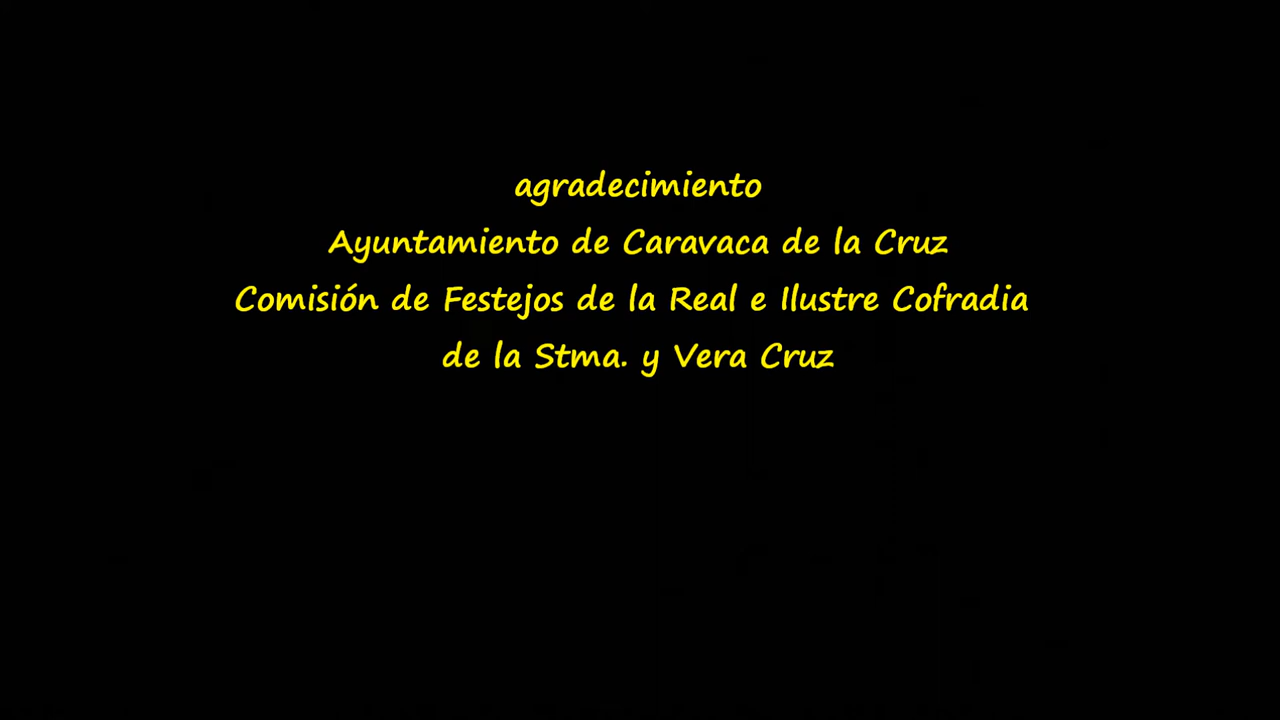 agradecimiento
Ayuntamiento de Caravaca de la Cruz
Comisión de Festejos de la Real e Ilustre Cofradia
de la Stma. y Vera Cruz